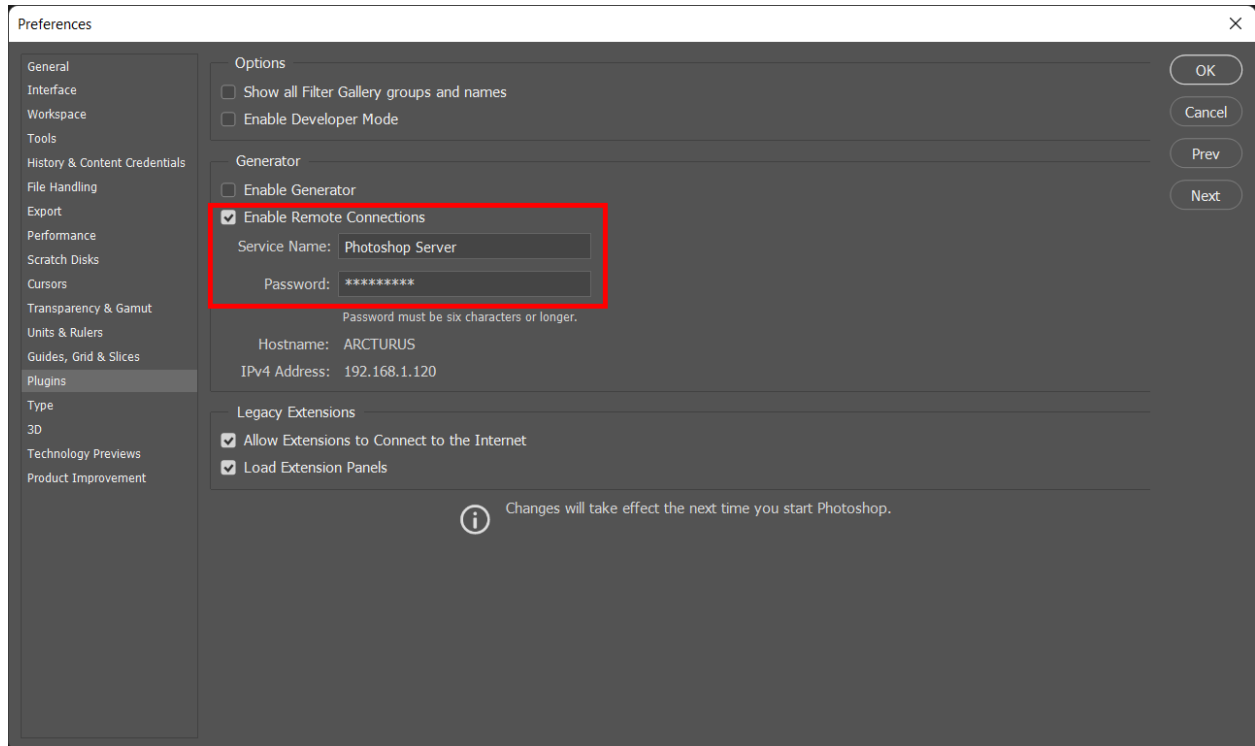 Preferences
General
Interface
Workspace
Tools
History & Content Credentials
File Handling
Export
Performance
Scratch Disks
Cursors
Transparency & Gamut
Units & Rulers
Guides, Grid & Slices
Plugins
Type
3D
Technology Previews
Product Improvement
Options
Show all Filter Gallery groups and names
Enable Developer Mode
Generator
Enable Generator
Enable Remote Connections
Service Name: Photoshop Server
Password: *********
Password must be six characters or longer.
Hostname: ARCTURUS
IPv4 Address: 192.168.1.120
Legacy Extensions
Allow Extensions to Connect to the Internet
Load Extension Panels
Changes will take effect the next time you start Photoshop.
OK
Cancel
Prev
Next